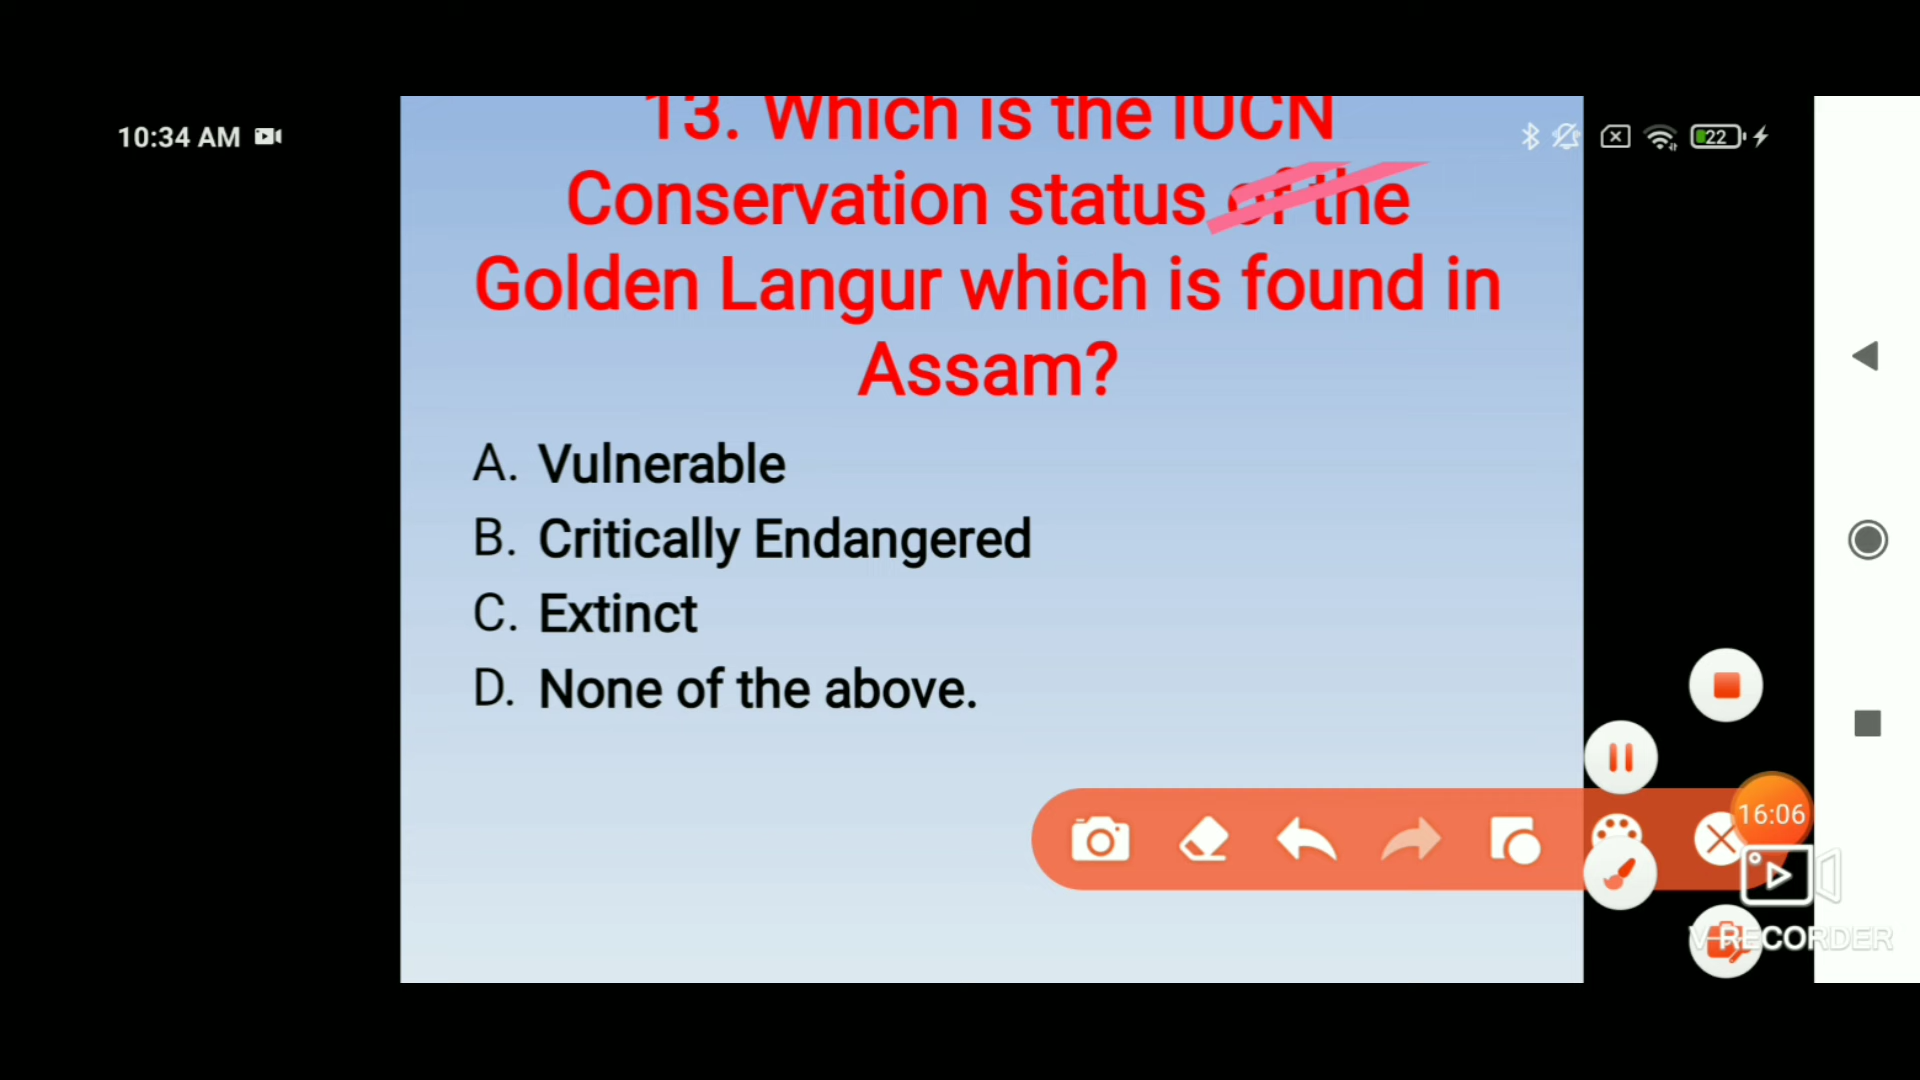 10:34 AM
22
13. Which is the IUCN
Conservation status of the
Golden Langur which is found in
Assam?
A. Vulnerable
B. Critically Endangered
C. Extinct
D. None of the above.
16:06
V-RECORDER